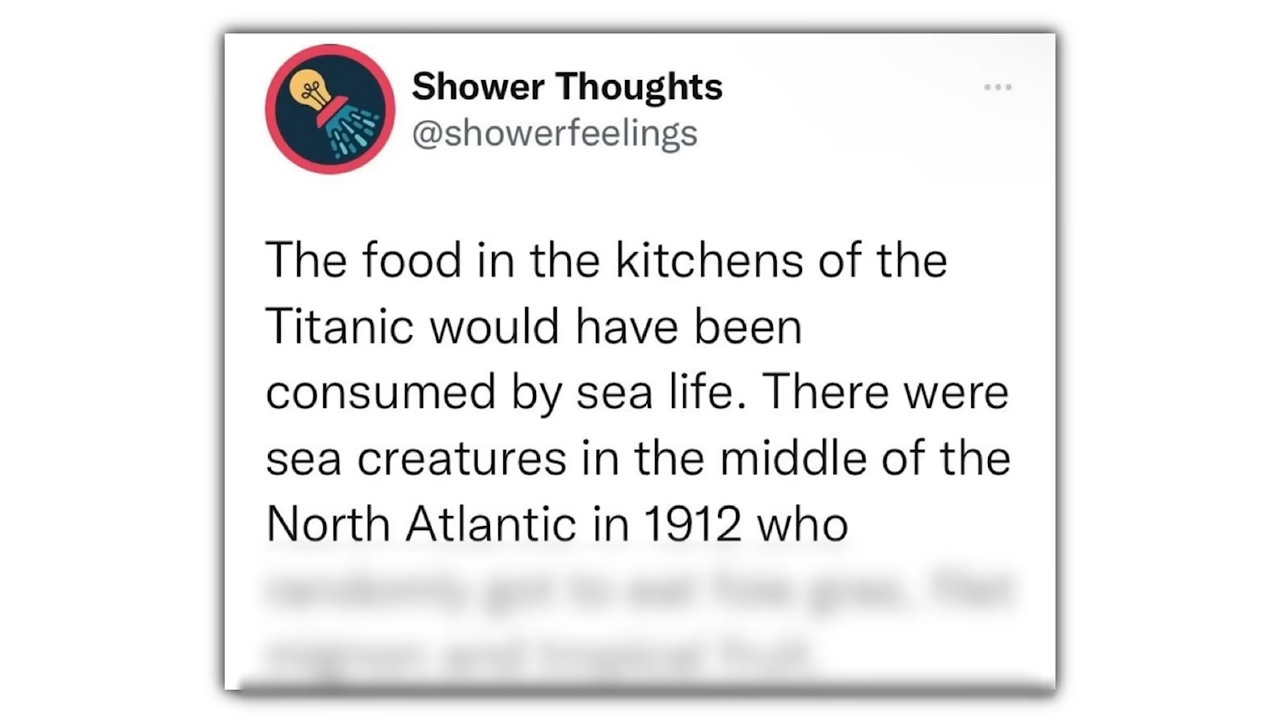 Shower Thoughts
@showerfeelings
The food in the kitchens of the
Titanic would have been
consumed by sea life. There were
sea creatures in the middle of the
North Atlantic in 1912 who